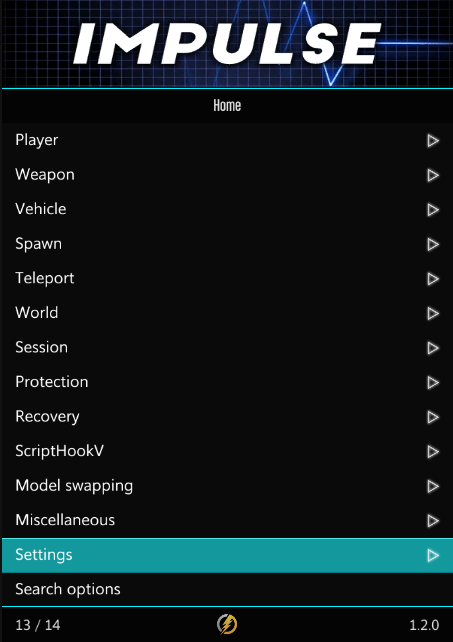 IMPULSE
Home
Player
Weapon
Vehicle
Spawn
Teleport
World
Session
Protection
Recovery
ScriptHookV
Model swapping
Miscellaneous
Settings
Search options
13 / 14 1.2.0